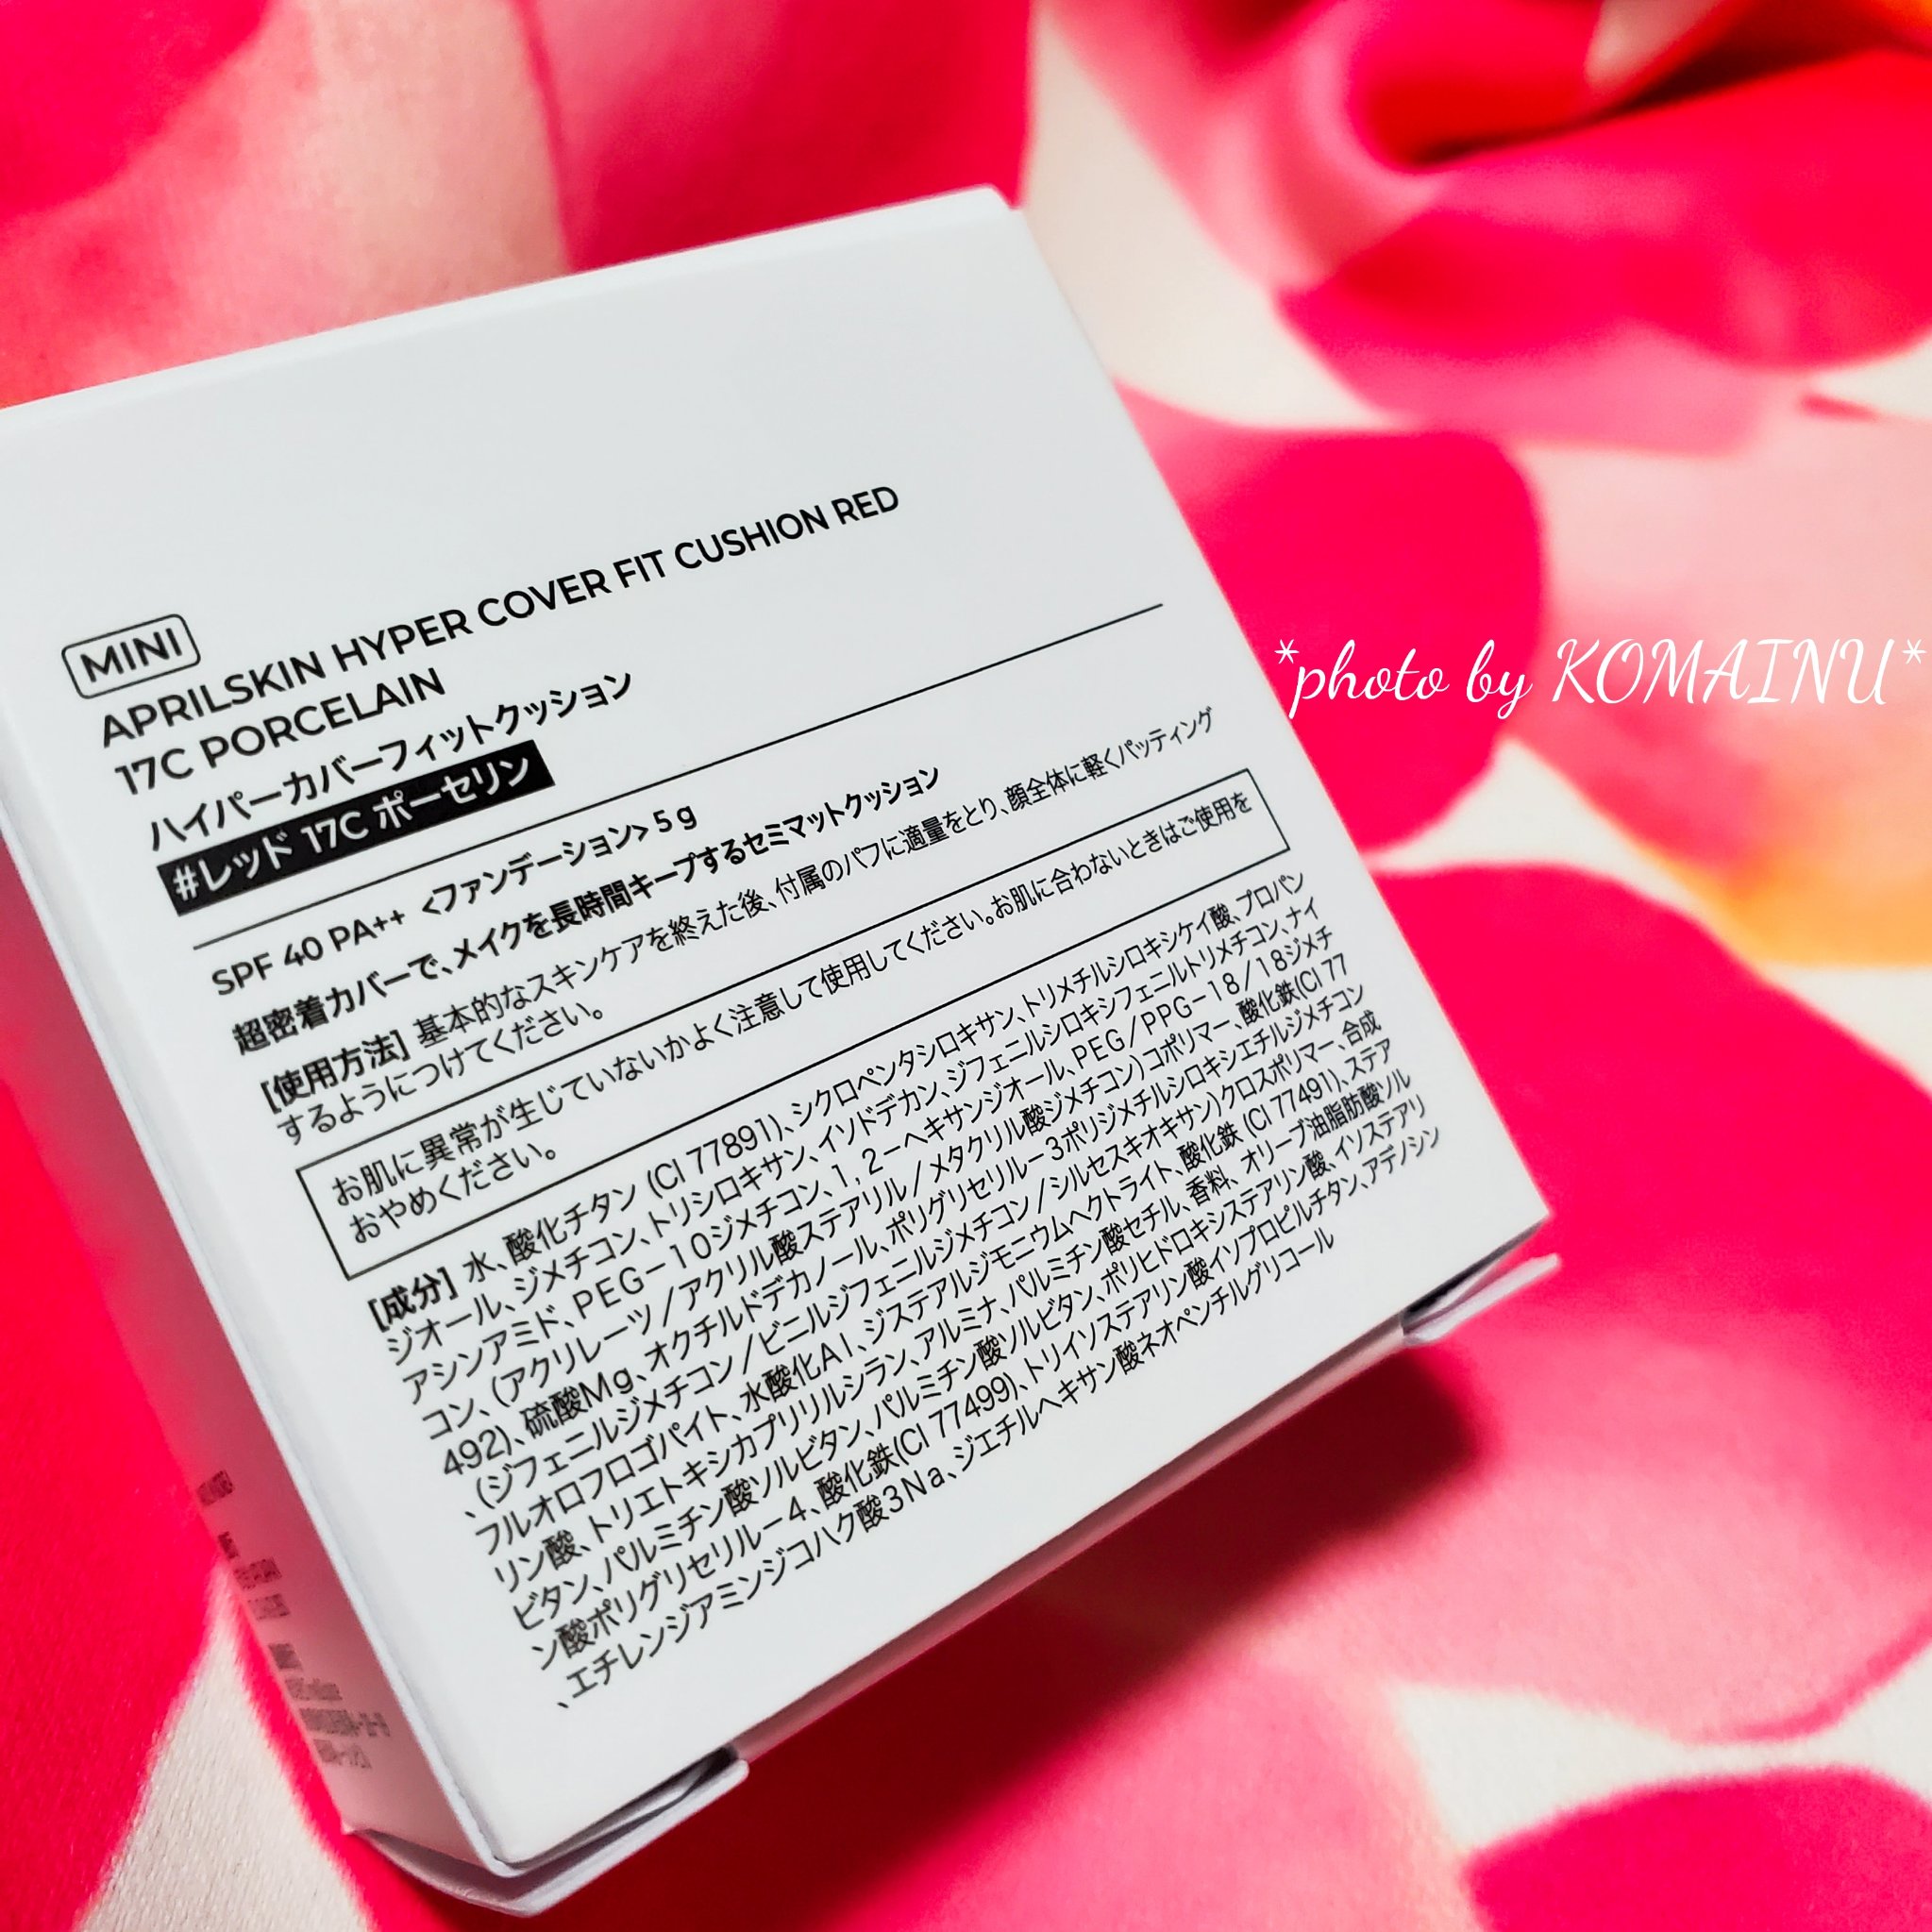 MINI
APRILSKIN HYPER COVER FIT CUSHION RED
17C PORCELAIN
ハイパーカバーフィットクッション
#レッド 17C ポーセリン
SPF 40 PA++ <ファンデーション> 5 g
超密着カバーで、メイクを長時間キープするセミマットクッション
[使用方法] 基本的なスキンケアを終えた後、付属のパフに適量をとり、顔全体に軽くパッティング
するようにつけてください。
お肌に異常が生じていないかよく注意して使用してください。お肌に合わないときはご使用を
おやめください。
[成分] 水、酸化チタン (CI 77891)、シクロペンタシロキサン、トリメチルシロキシケイ酸、プロパン
ジオール、ジメチコン、トリシロキサン、イソドデカン、ジフェニルシロキシフェニルトリメチコン、ナイ
アシンアミド、PEG－10ジメチコン、1，2－ヘキサンジオール、PEG／PPG－18／18ジメチ
コン、(アクリレーツ／アクリル酸ステアリル／メタクリル酸ジメチコン)コポリマー、酸化鉄(CI 77
492)、硫酸Mg、オクチルドデカノール、ポリグリセリル－3ポリジメチルシロキシエチルジメチコン
、(ジフェニルジメチコン／ビニルジフェニルジメチコン／シルセスキオキサン)クロスポリマー、合成
フルオロフロゴパイト、水酸化Al、ジステアルジモニウムヘクトライト、酸化鉄 (CI 77491)、ステア
リン酸、トリエトキシカプリリルシラン、アルミナ、パルミチン酸セチル、香料、オリーブ油脂肪酸ソル
ビタン、パルミチン酸ソルビタン、パルミチン酸ソルビタン、ポリヒドロキシステアリン酸、イソステアリ
ン酸ポリグリセリル－4、酸化鉄(CI 77499)、トリイソステアリン酸イソプロピルチタン、アデノシン
、エチレンジアミンジコハク酸3Na、ジエチルヘキサン酸ネオペンチルグリコール
*photo by KOMAINU*